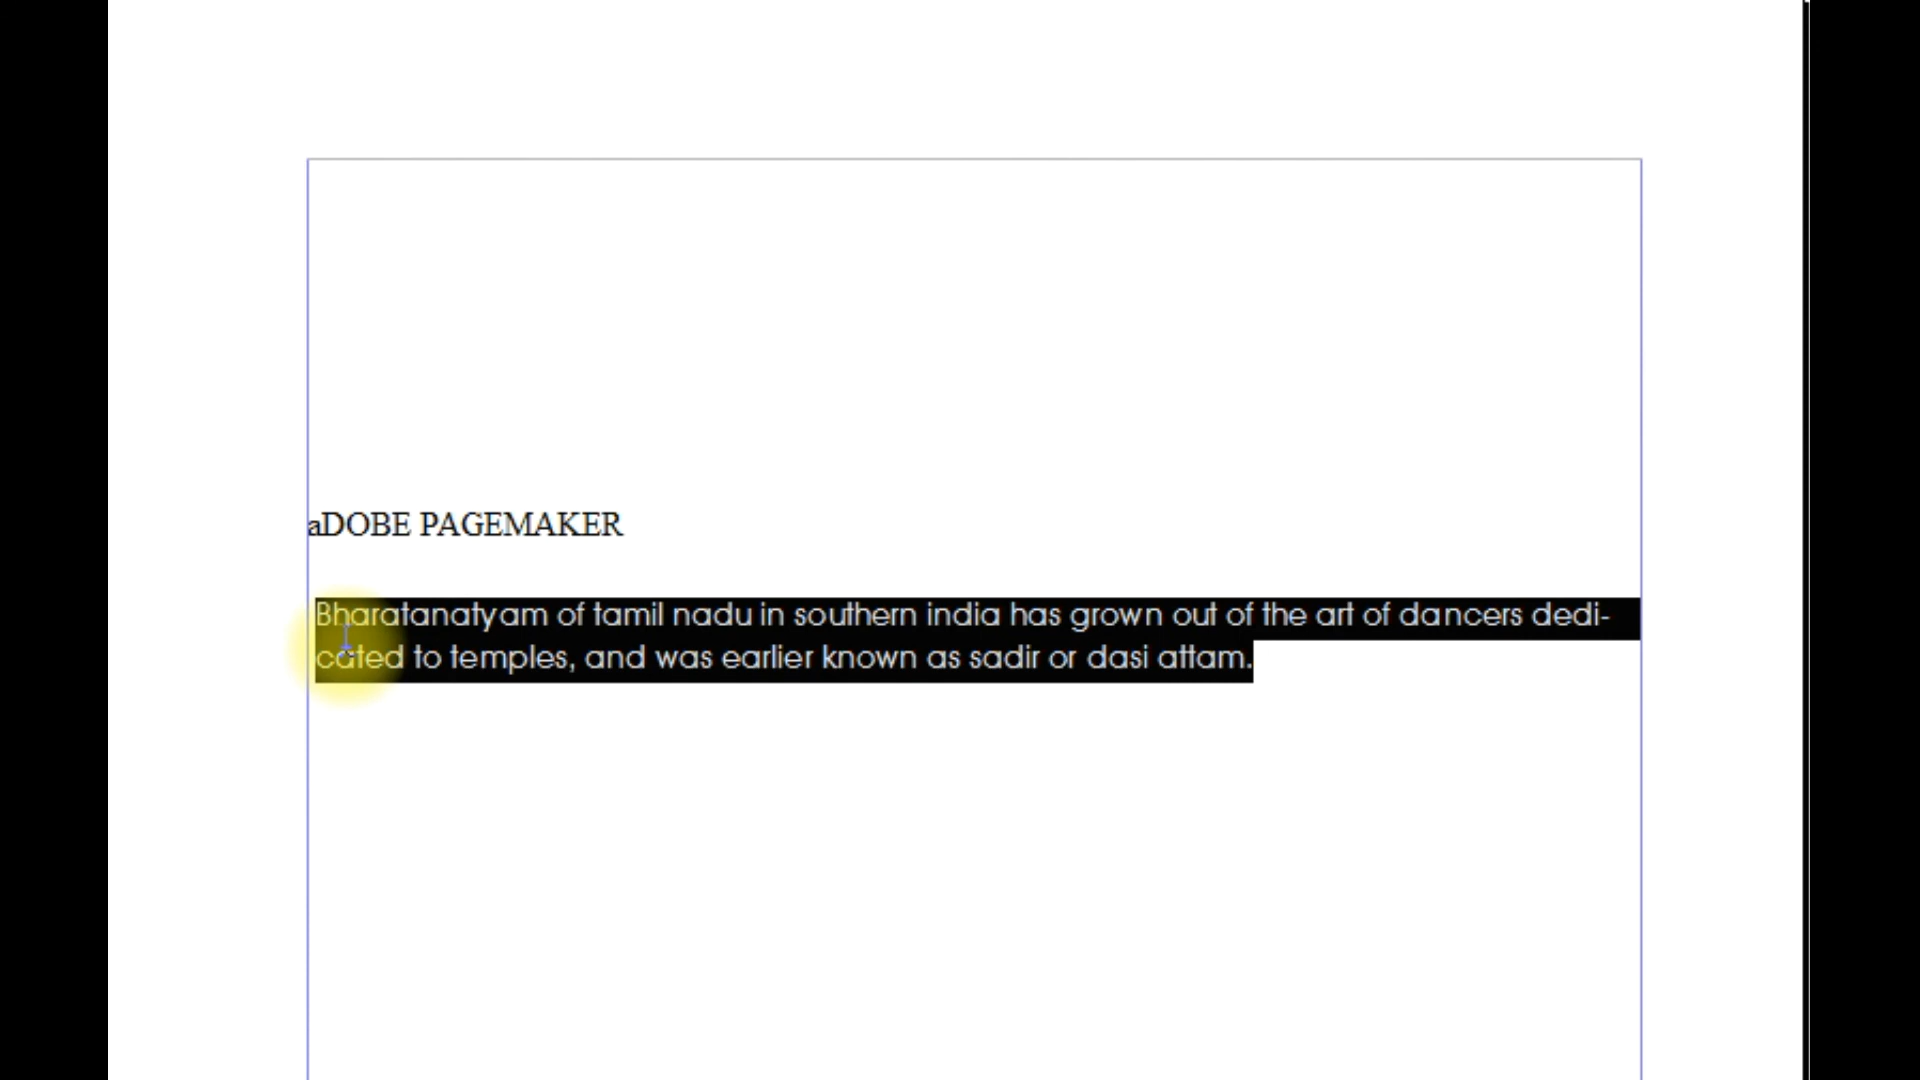 aDOBE PAGEMAKER
Bharatanatyam of tamil nadu in southern india has grown out of the art of dancers dedi-
cated to temples, and was earlier known as sadir or dasi attam.